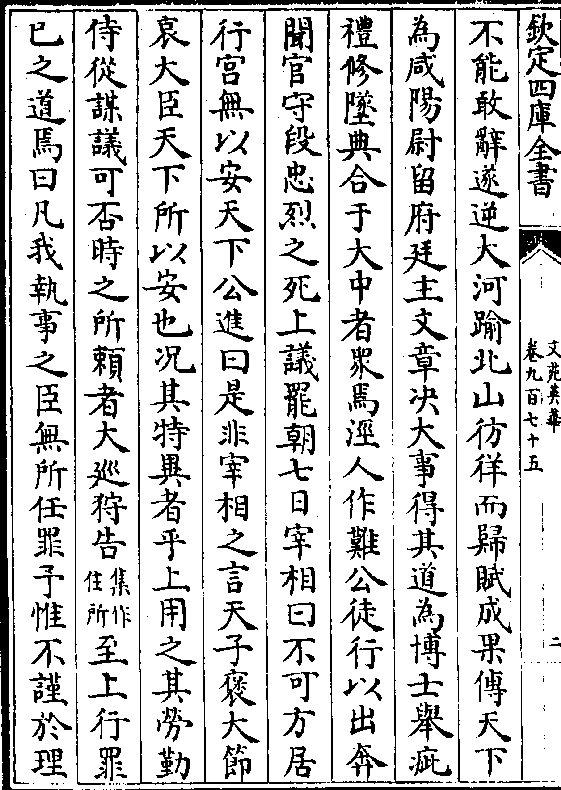 欽定四庫全書
文苑英華
卷九百七十五
二
不能敢辭遂逆大河踰北山彷徉而歸賦成果傳天下
為咸陽尉留府廷主文章决大事得其道為博士舉疵
禮修墜典合于大中者衆焉涇人作難公徒行以出奔
聞官守段忠烈之死上議罷朝七日宰相曰不可方居
行宫無以安天下公進曰是非宰相之言天子褒大節
哀大臣天下所以安也况其特異者乎上用之其勞勤
侍從謀議可否時之所賴者大廵狩告集作住所至上行罪
已之道焉曰凡我執事之臣無所任罪予惟不謹於理